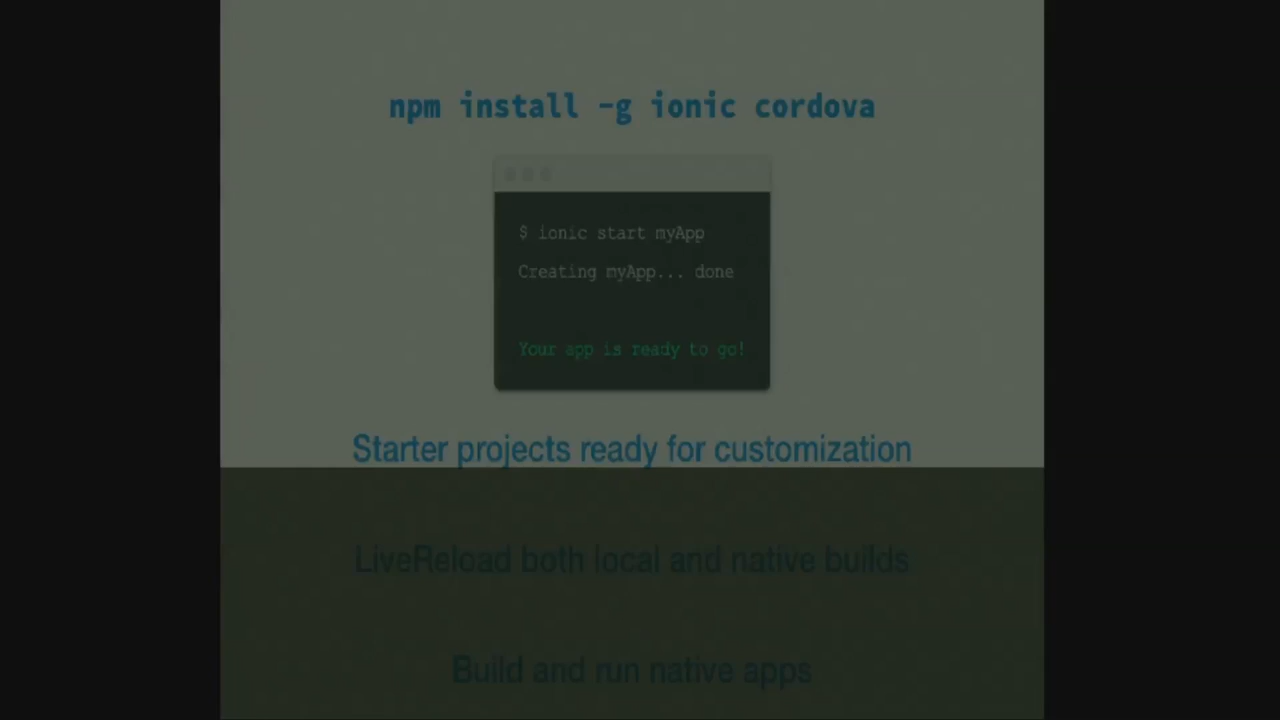 npm install -g ionic cordova
$ ionic start myApp
Creating myApp... done
Your app is ready to go!
Starter projects ready for customization
LiveReload both local and native builds
Build and run native apps